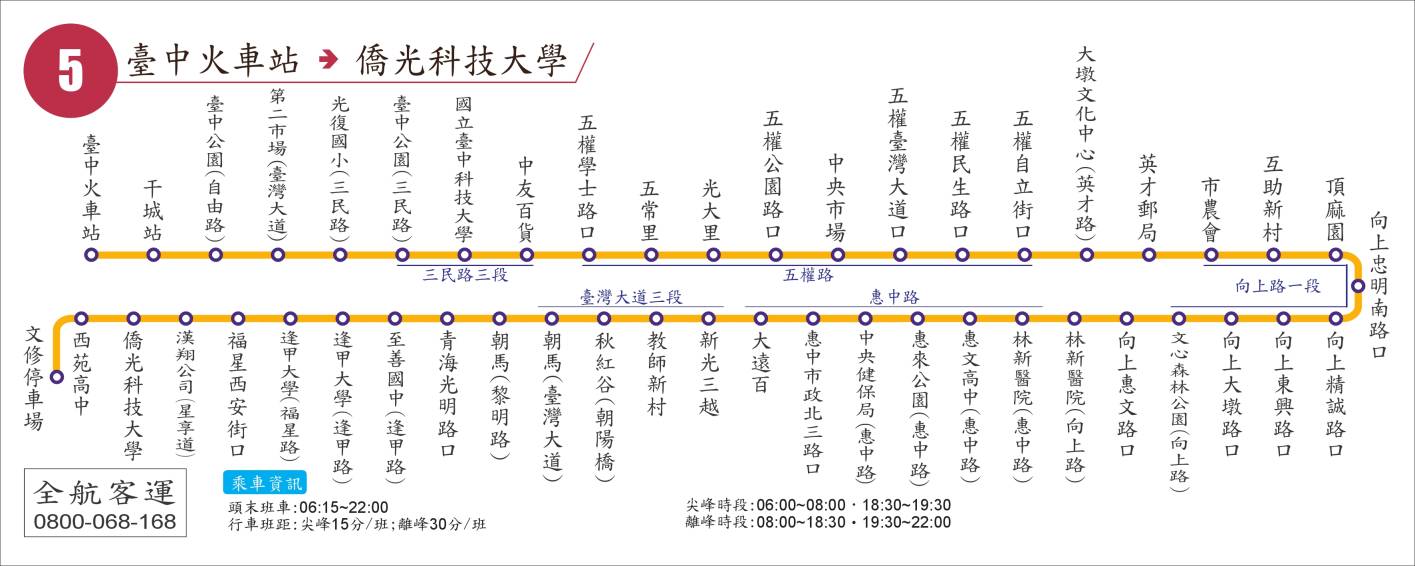 5
臺中火車站 ➔ 僑光科技大學
臺中火車站
干城站
臺中公園(自由路)
第二市場(臺灣大道)
光復國小(三民路)
臺中公園(三民路)
國立臺中科技大學
中友百貨
五權學士路口
五常里
光大里
五權公園路口
中央市場
五權臺灣大道口
五權民生路口
五權自立街口
大墩文化中心(英才路)
英才郵局
市農會
互助新村
頂麻園
向上忠明南路口
三民路三段
五權路
向上路一段
臺灣大道三段
惠中路
向上精誠路口
向上東興路口
向上大墩路口
文心森林公園(向上路)
向上惠文路口
林新醫院(向上路)
林新醫院(惠中路)
惠文高中(惠中路)
惠來公園(惠中路)
中央健保局(惠中路)
惠中市政北三路口
大遠百
新光三越
教師新村
秋紅谷(朝陽橋)
朝馬(臺灣大道)
朝馬(黎明路)
青海光明路口
至善國中(逢甲路)
逢甲大學(逢甲路)
逢甲大學(福星路)
福星西安街口
漢翔公司(星享道)
僑光科技大學
西苑高中
文修停車場
全航客運
0800-068-168
乘車資訊
頭末班車:06:15~22:00
行車班距:尖峰15分/班;離峰30分/班
尖峰時段:06:00~08:00・18:30~19:30
離峰時段:08:00~18:30・19:30~22:00